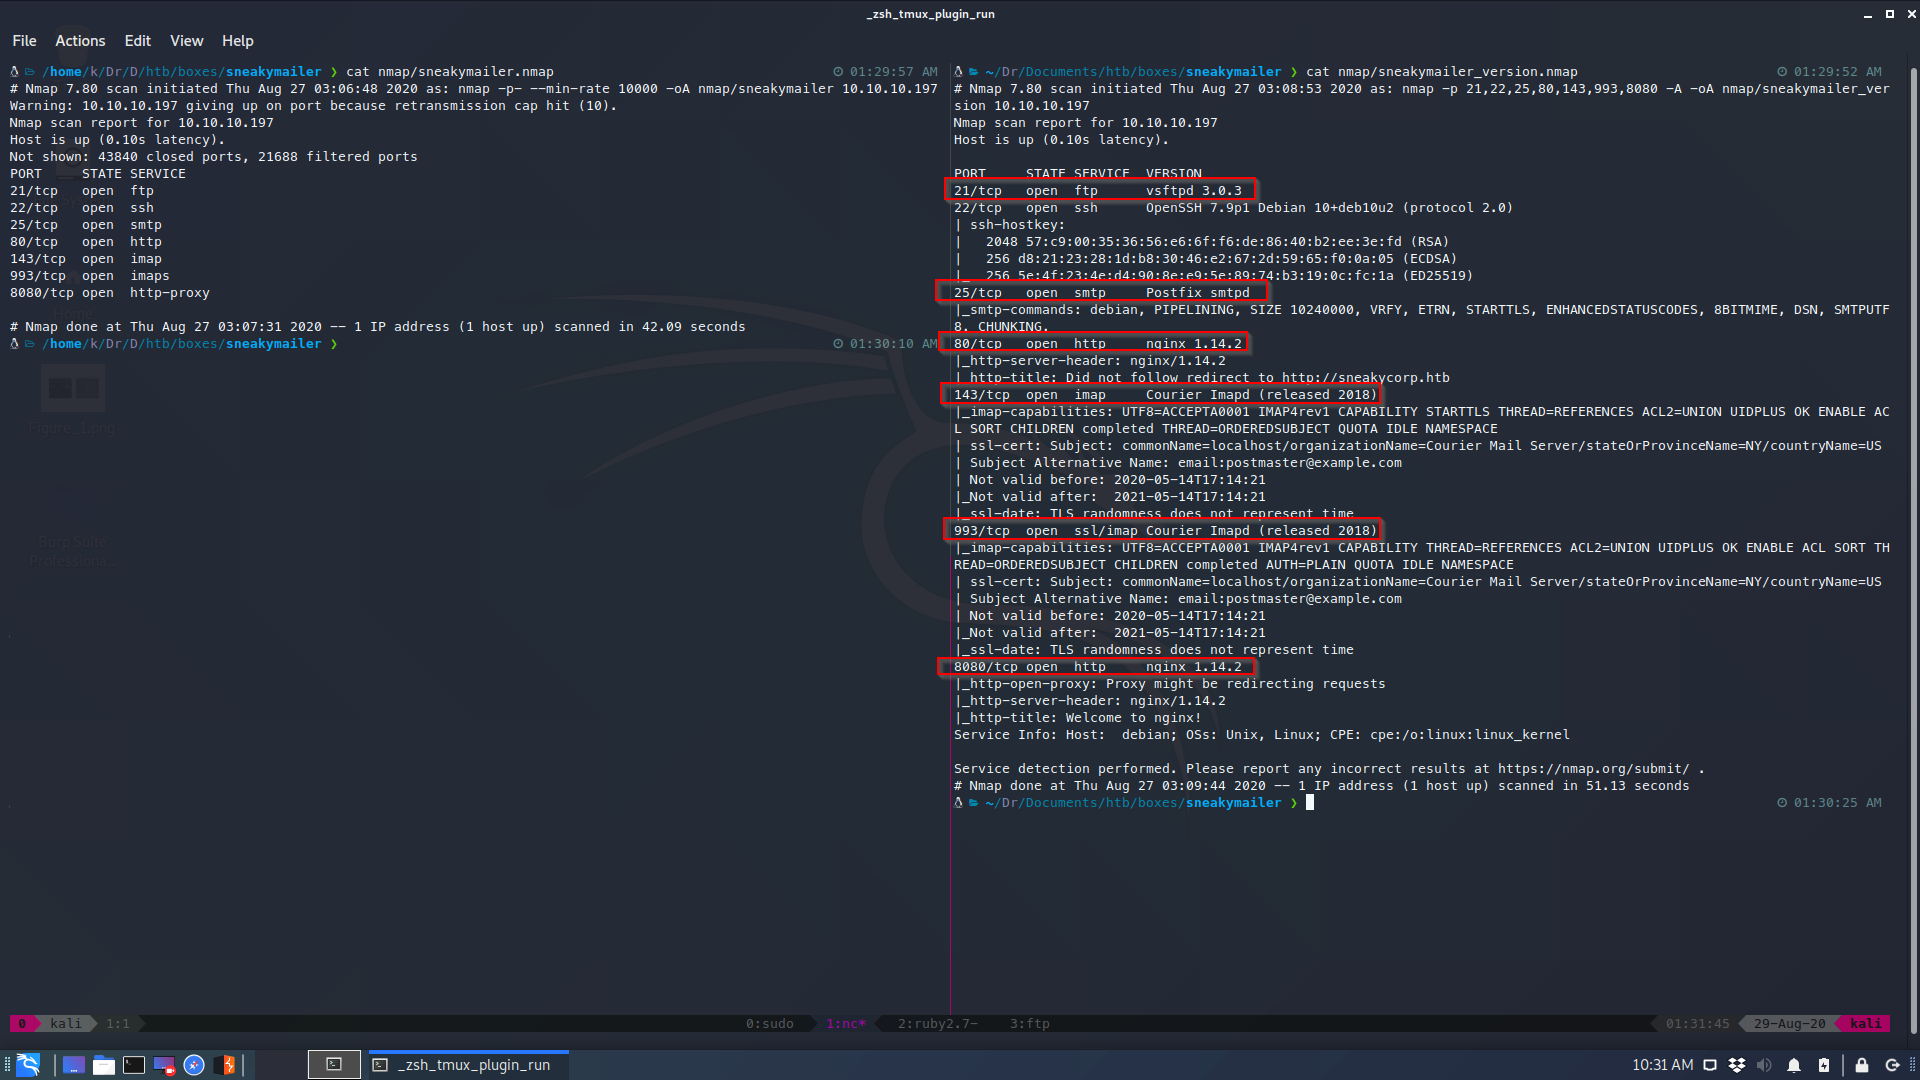 _zsh_tmux_plugin_run
File Actions Edit View Help
/home/k/Dr/D/htb/boxes/sneakymailer ❯ cat nmap/sneakymailer.nmap 01:29:57 AM
# Nmap 7.80 scan initiated Thu Aug 27 03:06:48 2020 as: nmap -p- --min-rate 10000 -oA nmap/sneakymailer 10.10.10.197
Warning: 10.10.10.197 giving up on port because retransmission cap hit (10).
Nmap scan report for 10.10.10.197
Host is up (0.10s latency).
Not shown: 43840 closed ports, 21688 filtered ports
PORT STATE SERVICE
21/tcp open ftp
22/tcp open ssh
25/tcp open smtp
80/tcp open http
143/tcp open imap
993/tcp open imaps
8080/tcp open http-proxy
# Nmap done at Thu Aug 27 03:07:31 2020 -- 1 IP address (1 host up) scanned in 42.09 seconds
/home/k/Dr/D/htb/boxes/sneakymailer ❯ 01:30:10 AM
Home
Figure_1.png
Burp Suite
Professiona...
~/Dr/Documents/htb/boxes/sneakymailer ❯ cat nmap/sneakymailer_version.nmap 01:29:52 AM
# Nmap 7.80 scan initiated Thu Aug 27 03:08:53 2020 as: nmap -p 21,22,25,80,143,993,8080 -A -oA nmap/sneakymailer_ver
sion 10.10.10.197
Nmap scan report for 10.10.10.197
Host is up (0.10s latency).
PORT STATE SERVICE VERSION
21/tcp open ftp vsftpd 3.0.3
22/tcp open ssh OpenSSH 7.9p1 Debian 10+deb10u2 (protocol 2.0)
| ssh-hostkey:
| 2048 57:c9:00:35:36:56:e6:6f:f6:de:86:40:b2:ee:3e:fd (RSA)
| 256 d8:21:23:28:1d:b8:30:46:e2:67:2d:59:65:f0:0a:05 (ECDSA)
|_ 256 5e:4f:23:4e:d4:90:8e:e9:5e:89:74:b3:19:0c:fc:1a (ED25519)
25/tcp open smtp Postfix smtpd
|_smtp-commands: debian, PIPELINING, SIZE 10240000, VRFY, ETRN, STARTTLS, ENHANCEDSTATUSCODES, 8BITMIME, DSN, SMTPUTF
8, CHUNKING,
80/tcp open http nginx 1.14.2
|_http-server-header: nginx/1.14.2
|_http-title: Did not follow redirect to http://sneakycorp.htb
143/tcp open imap Courier Imapd (released 2018)
|_imap-capabilities: UTF8=ACCEPTA0001 IMAP4rev1 CAPABILITY STARTTLS THREAD=REFERENCES ACL2=UNION UIDPLUS OK ENABLE AC
L SORT CHILDREN completed THREAD=ORDEREDSUBJECT QUOTA IDLE NAMESPACE
| ssl-cert: Subject: commonName=localhost/organizationName=Courier Mail Server/stateOrProvinceName=NY/countryName=US
| Subject Alternative Name: email:postmaster@example.com
| Not valid before: 2020-05-14T17:14:21
|_Not valid after: 2021-05-14T17:14:21
|_ssl-date: TLS randomness does not represent time
993/tcp open ssl/imap Courier Imapd (released 2018)
|_imap-capabilities: UTF8=ACCEPTA0001 IMAP4rev1 CAPABILITY THREAD=REFERENCES ACL2=UNION UIDPLUS OK ENABLE ACL SORT TH
READ=ORDEREDSUBJECT CHILDREN completed AUTH=PLAIN QUOTA IDLE NAMESPACE
| ssl-cert: Subject: commonName=localhost/organizationName=Courier Mail Server/stateOrProvinceName=NY/countryName=US
| Subject Alternative Name: email:postmaster@example.com
| Not valid before: 2020-05-14T17:14:21
|_Not valid after: 2021-05-14T17:14:21
|_ssl-date: TLS randomness does not represent time
8080/tcp open http nginx 1.14.2
|_http-open-proxy: Proxy might be redirecting requests
|_http-server-header: nginx/1.14.2
|_http-title: Welcome to nginx!
Service Info: Host: debian; OSs: Unix, Linux; CPE: cpe:/o:linux:linux_kernel
Service detection performed. Please report any incorrect results at https://nmap.org/submit/ .
# Nmap done at Thu Aug 27 03:09:44 2020 -- 1 IP address (1 host up) scanned in 51.13 seconds
~/Dr/Documents/htb/boxes/sneakymailer ❯ 01:30:25 AM
0 kali 1:1 0:sudo 1:nc* 2:ruby2.7- 3:ftp 01:31:45 29-Aug-20 kali
_zsh_tmux_plugin_run 10:31 AM